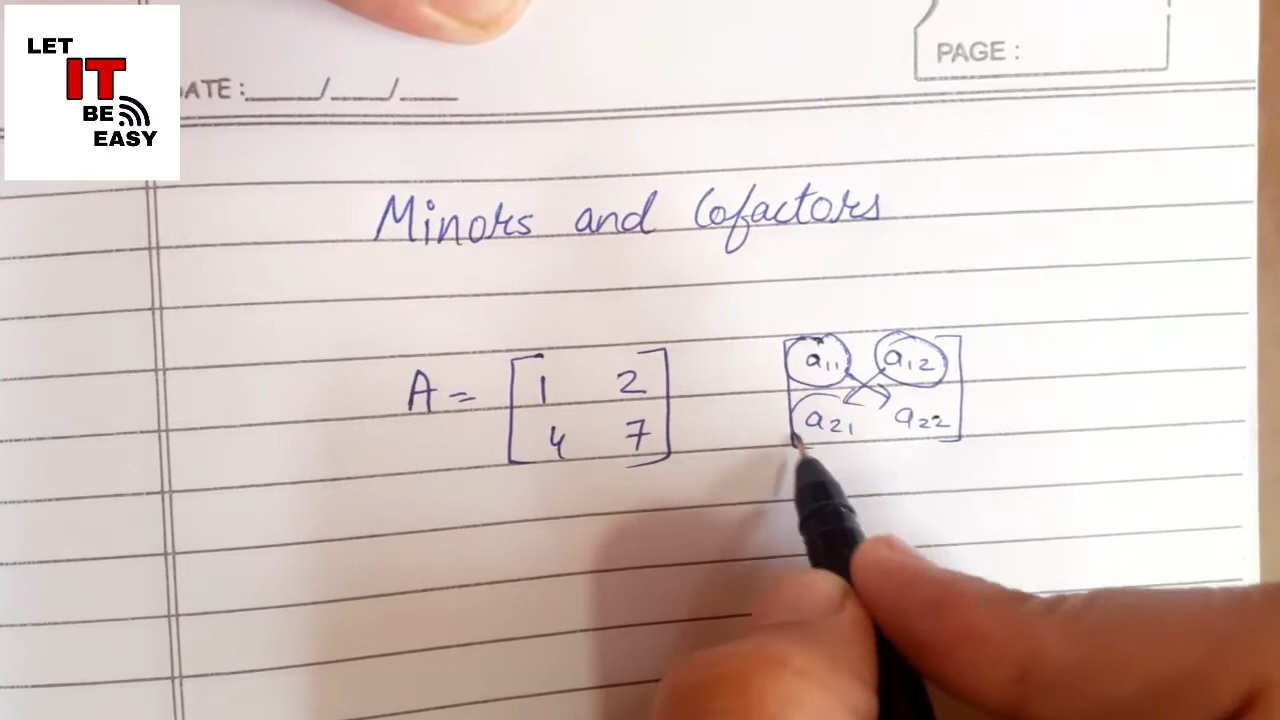 LET
IT
BE
EASY
DATE: ___/___/___
PAGE :
Minors and Cofactors
A = [ 1 2
4 7 ]
[ a11 a12
a21 a22 ]